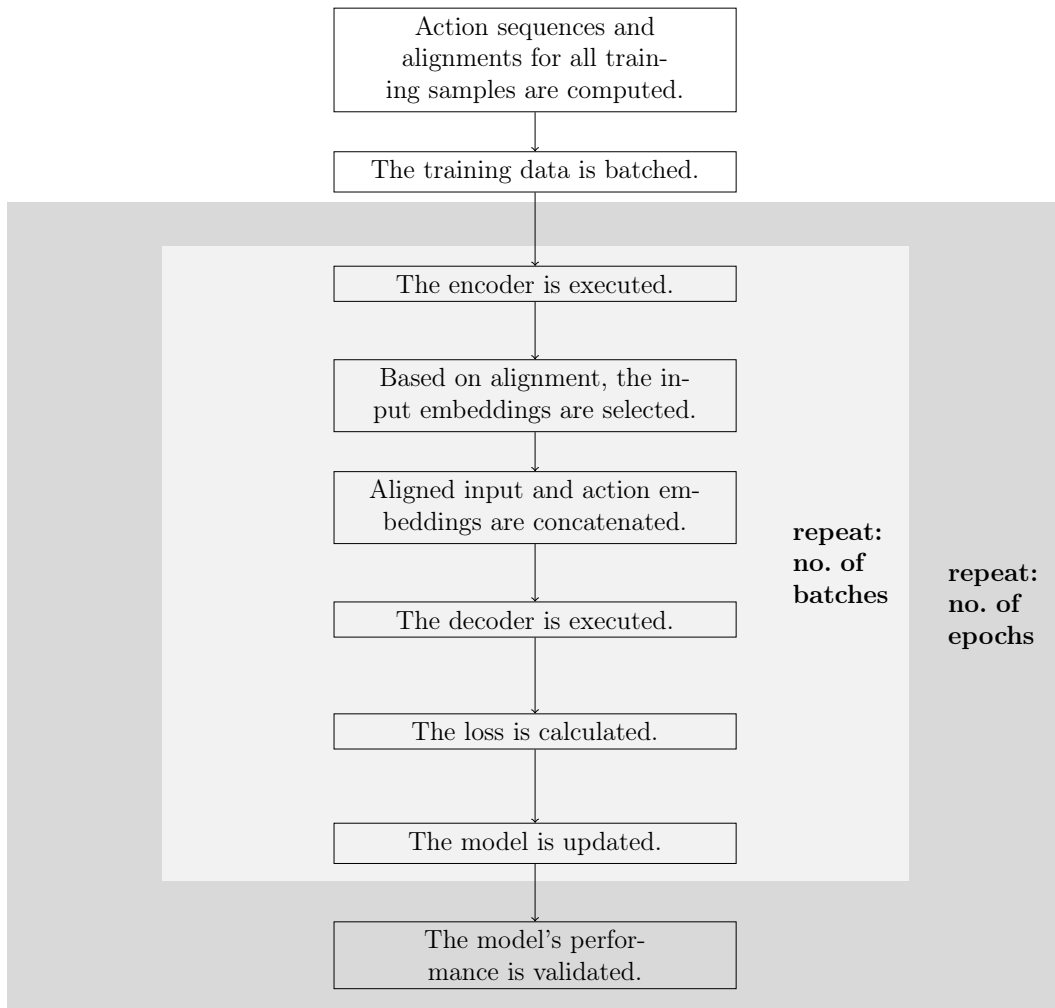 Action sequences and
alignments for all train-
ing samples are computed.
The training data is batched.
The encoder is executed.
Based on alignment, the in-
put embeddings are selected.
Aligned input and action em-
beddings are concatenated.
repeat:
no. of
batches
repeat:
no. of
epochs
The decoder is executed.
The loss is calculated.
The model is updated.
The model's perfor-
mance is validated.